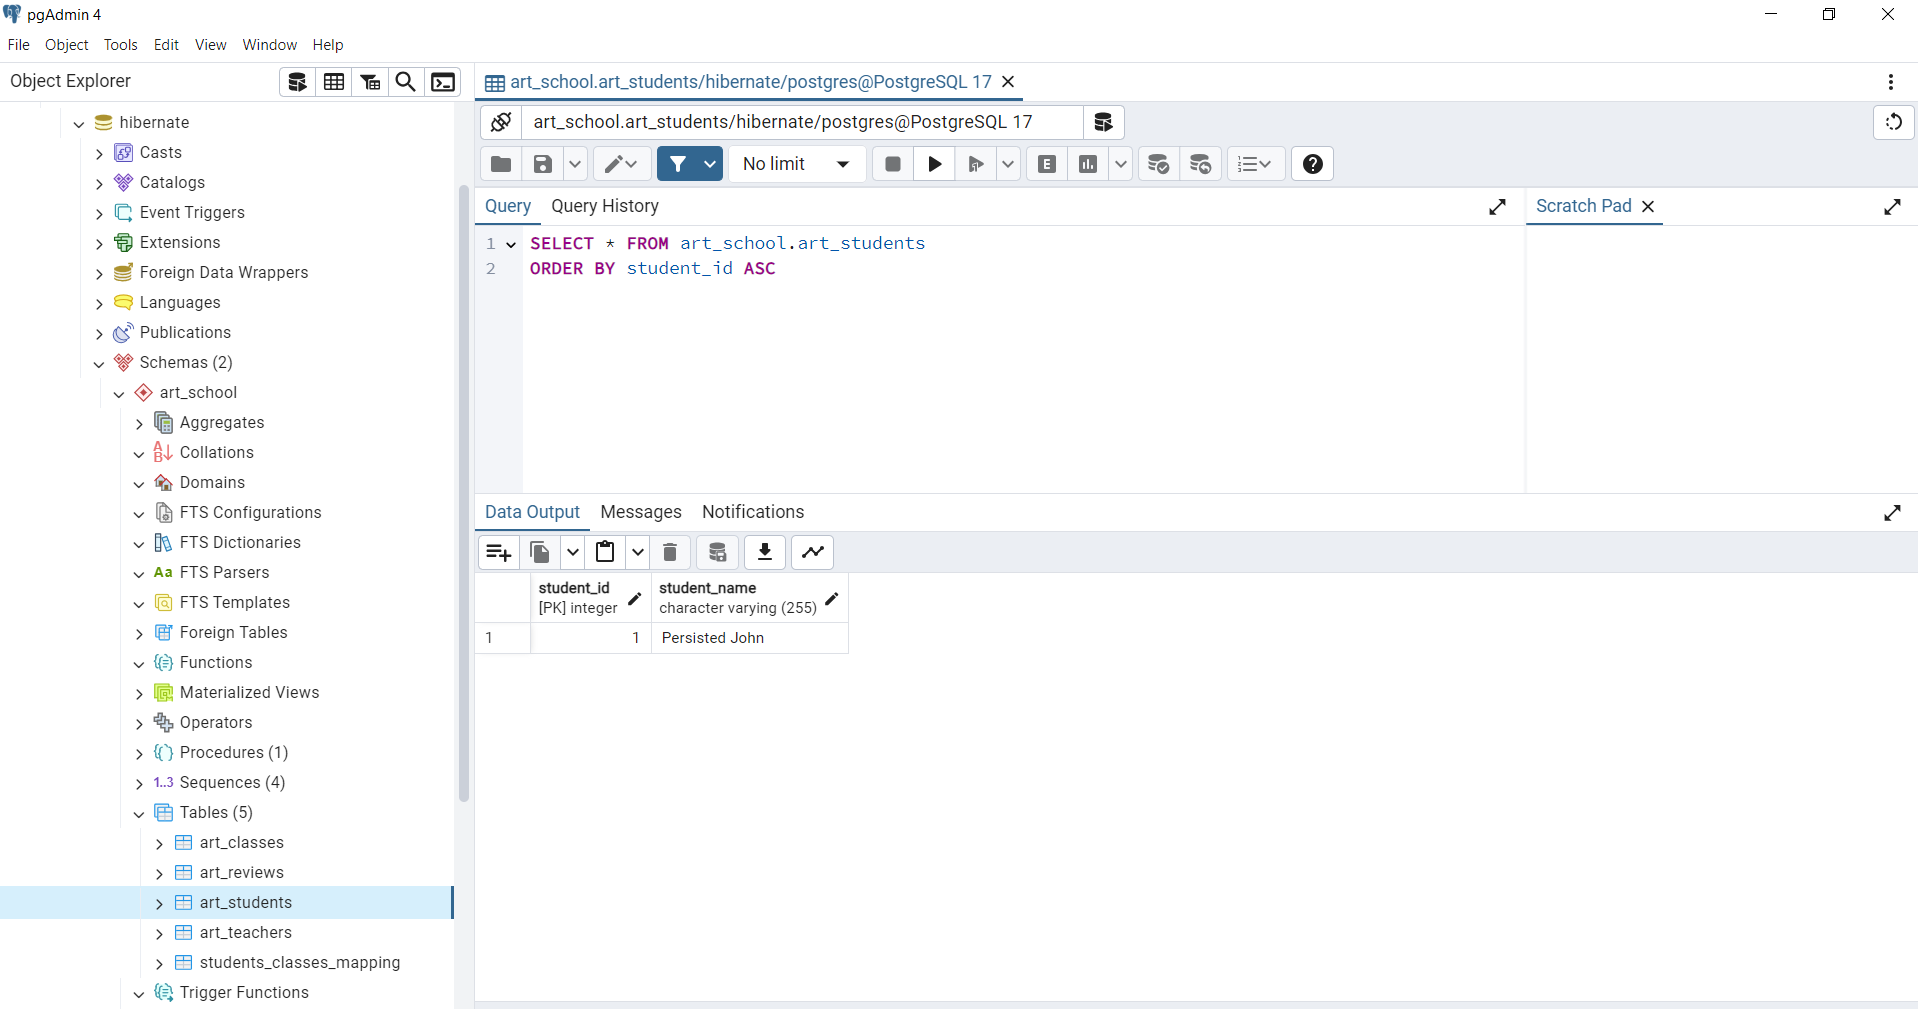 pgAdmin 4
File Object Tools Edit View Window Help
Object Explorer
hibernate
Casts
Catalogs
Event Triggers
Extensions
Foreign Data Wrappers
Languages
Publications
Schemas (2)
art_school
Aggregates
Collations
Domains
FTS Configurations
FTS Dictionaries
Aa FTS Parsers
FTS Templates
Foreign Tables
Functions
Materialized Views
Operators
Procedures (1)
1..3 Sequences (4)
Tables (5)
art_classes
art_reviews
art_students
art_teachers
students_classes_mapping
Trigger Functions
art_school.art_students/hibernate/postgres@PostgreSQL 17
art_school.art_students/hibernate/postgres@PostgreSQL 17
No limit
E
Query Query History
1 SELECT * FROM art_school.art_students
2 ORDER BY student_id ASC
Scratch Pad
Data Output Messages Notifications
student_id student_name
[PK] integer character varying (255)
1 1 Persisted John